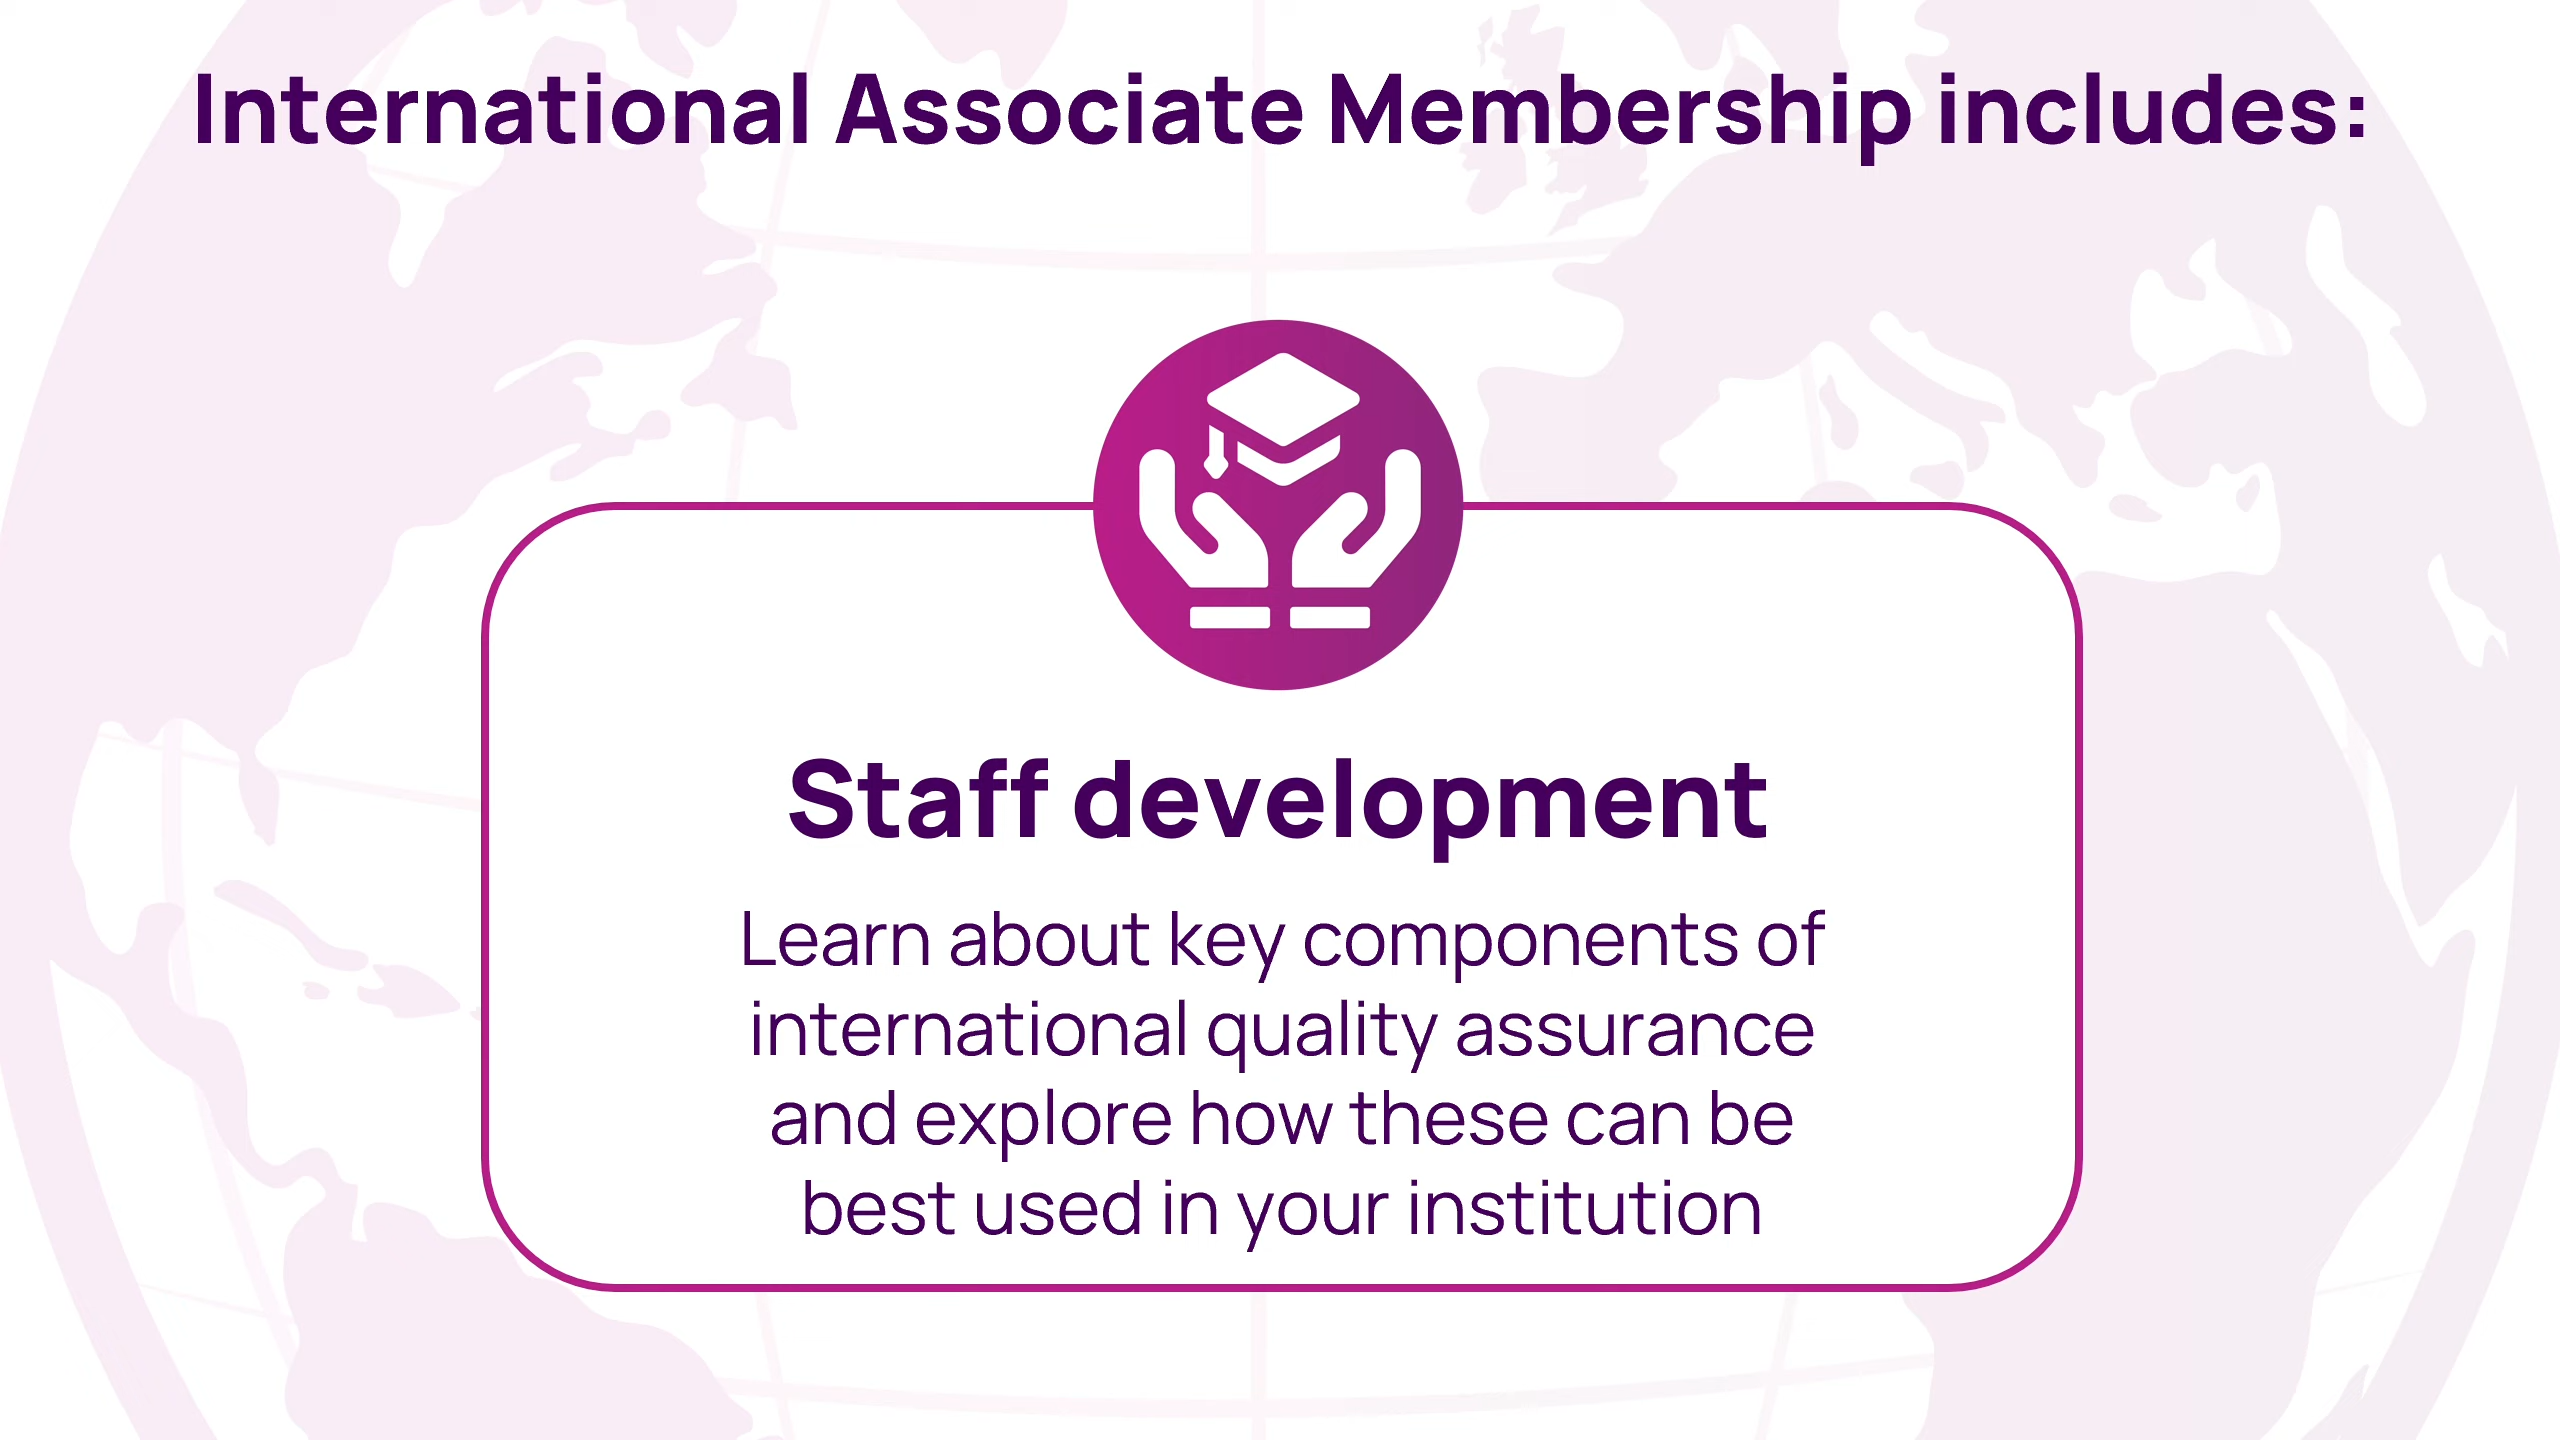 International Associate Membership includes:
Staff development
Learn about key components of
international quality assurance
and explore how these can be
best used in your institution